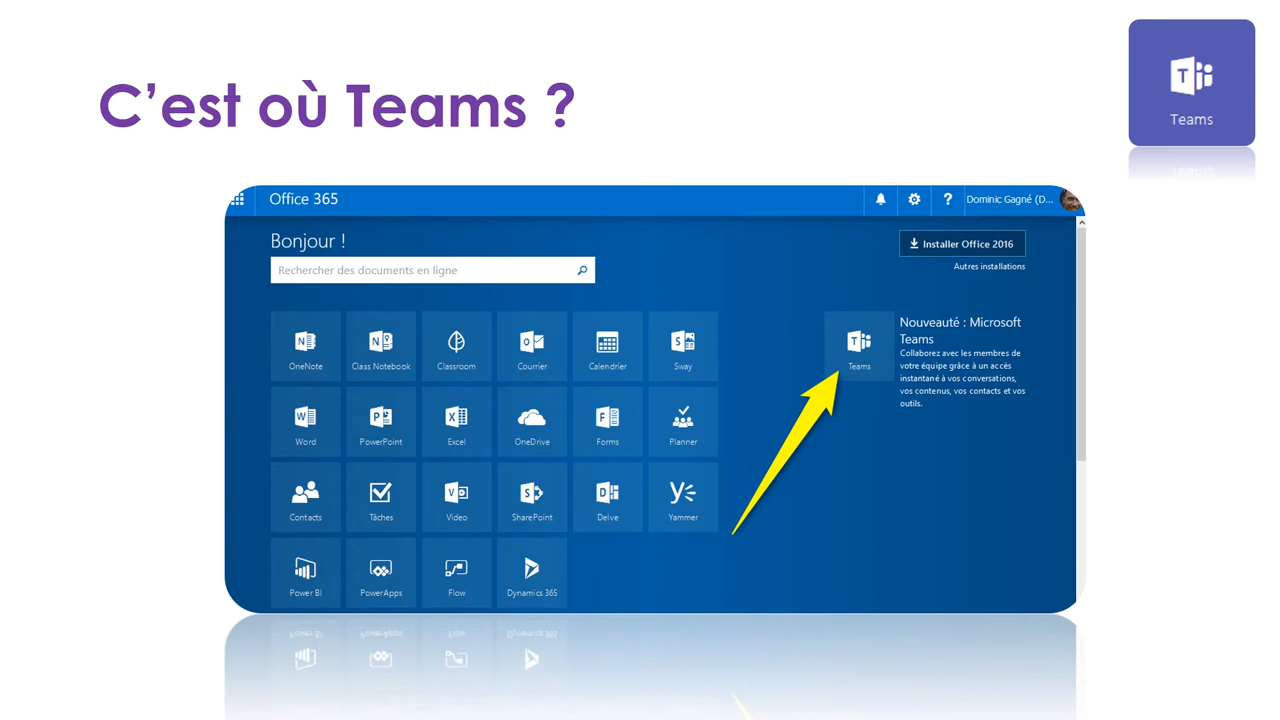 C’est où Teams ?
Teams
Office 365
Dominic Gagné (D...
Bonjour !
Installer Office 2016
Rechercher des documents en ligne
Autres installations
Nouveauté : Microsoft
Teams
Collaborez avec les membres de
votre équipe grâce à un accès
instantané à vos conversations,
vos contenus, vos contacts et vos
outils.
OneNote Class Notebook Classroom Courrier Calendrier Sway Teams
Word PowerPoint Excel OneDrive Forms Planner
Contacts Tâches Video SharePoint Delve Yammer
Power BI PowerApps Flow Dynamics 365